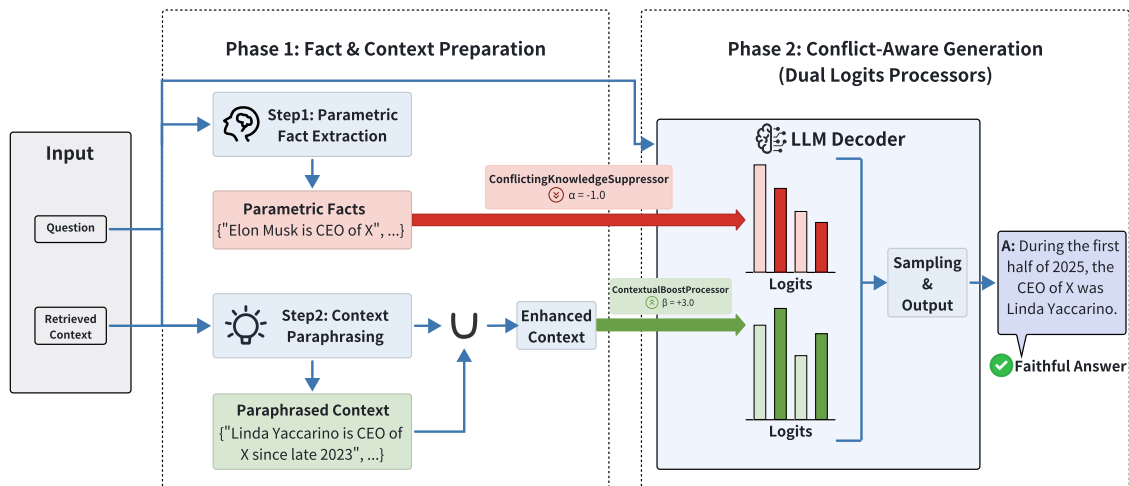 Phase 1: Fact & Context Preparation
Phase 2: Conflict-Aware Generation
(Dual Logits Processors)
Input
Question
Retrieved
Context
Step1: Parametric
Fact Extraction
Parametric Facts
{"Elon Musk is CEO of X", ...}
Step2: Context
Paraphrasing
Paraphrased Context
{"Linda Yaccarino is CEO of
X since late 2023", ...}
∪
Enhanced
Context
ConflictingKnowledgeSuppressor
α = -1.0
ContextualBoostProcessor
β = +3.0
LLM Decoder
Logits
Logits
Sampling
&
Output
A: During the first
half of 2025, the
CEO of X was
Linda Yaccarino.
Faithful Answer